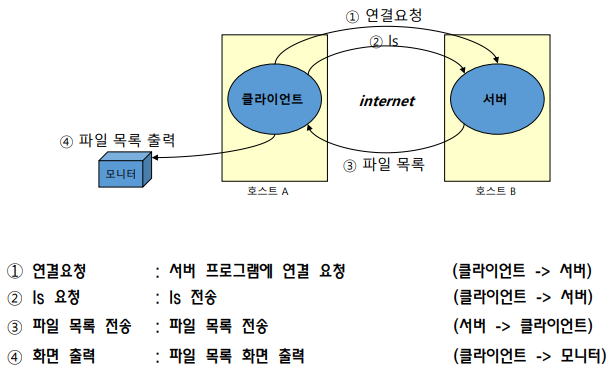 ① 연결요청
② ls
클라이언트
internet
서버
④ 파일 목록 출력
③ 파일 목록
모니터
호스트 A
호스트 B
① 연결요청 : 서버 프로그램에 연결 요청 (클라이언트 -> 서버)
② ls 요청 : ls 전송 (클라이언트 -> 서버)
③ 파일 목록 전송 : 파일 목록 전송 (서버 -> 클라이언트)
④ 화면 출력 : 파일 목록 화면 출력 (클라이언트 -> 모니터)